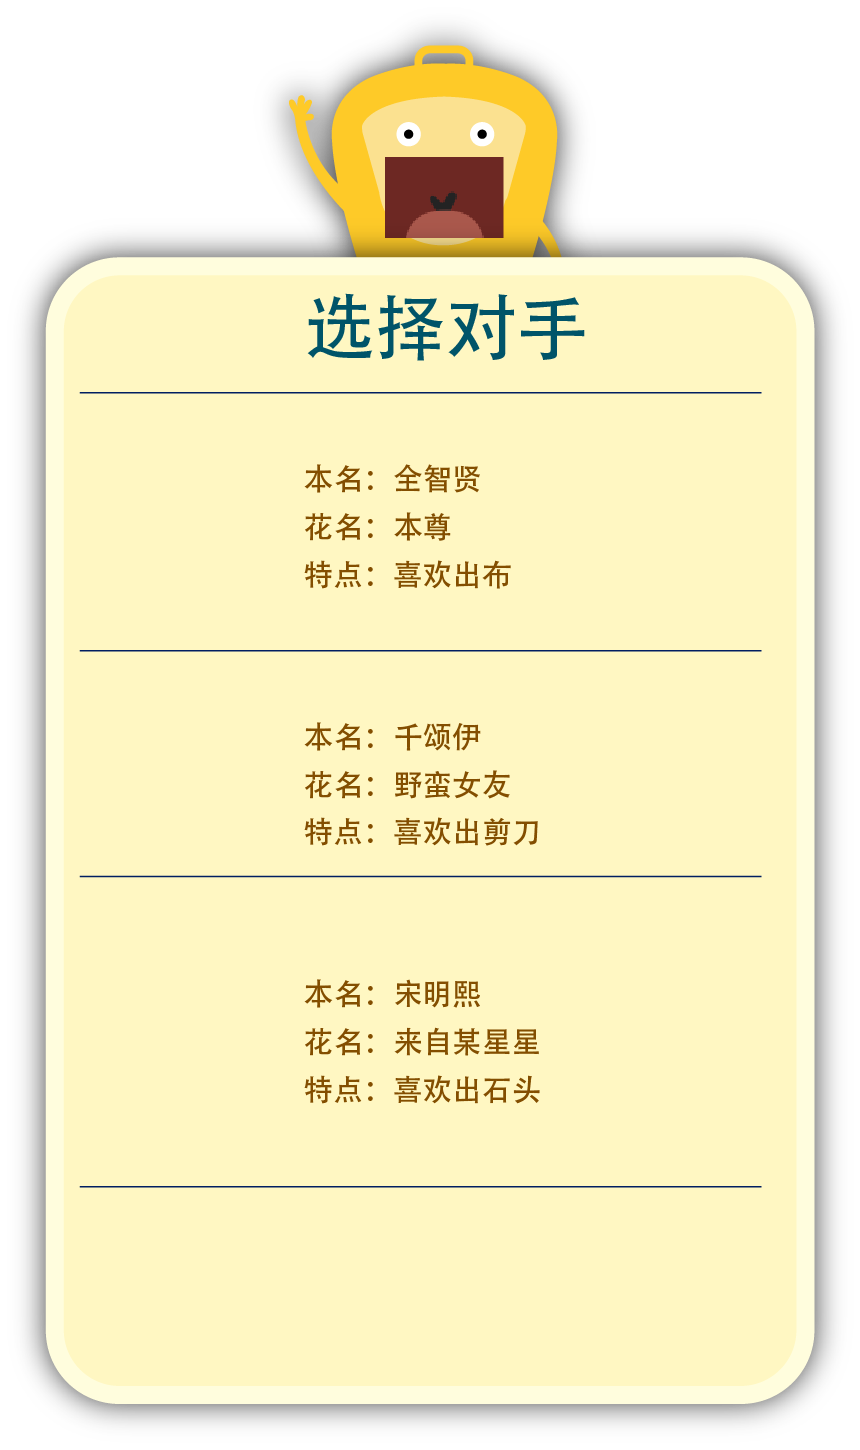 选择对手
本名：全智贤
花名：本尊
特点：喜欢出布
本名：千颂伊
花名：野蛮女友
特点：喜欢出剪刀
本名：宋明熙
花名：来自某星星
特点：喜欢出石头